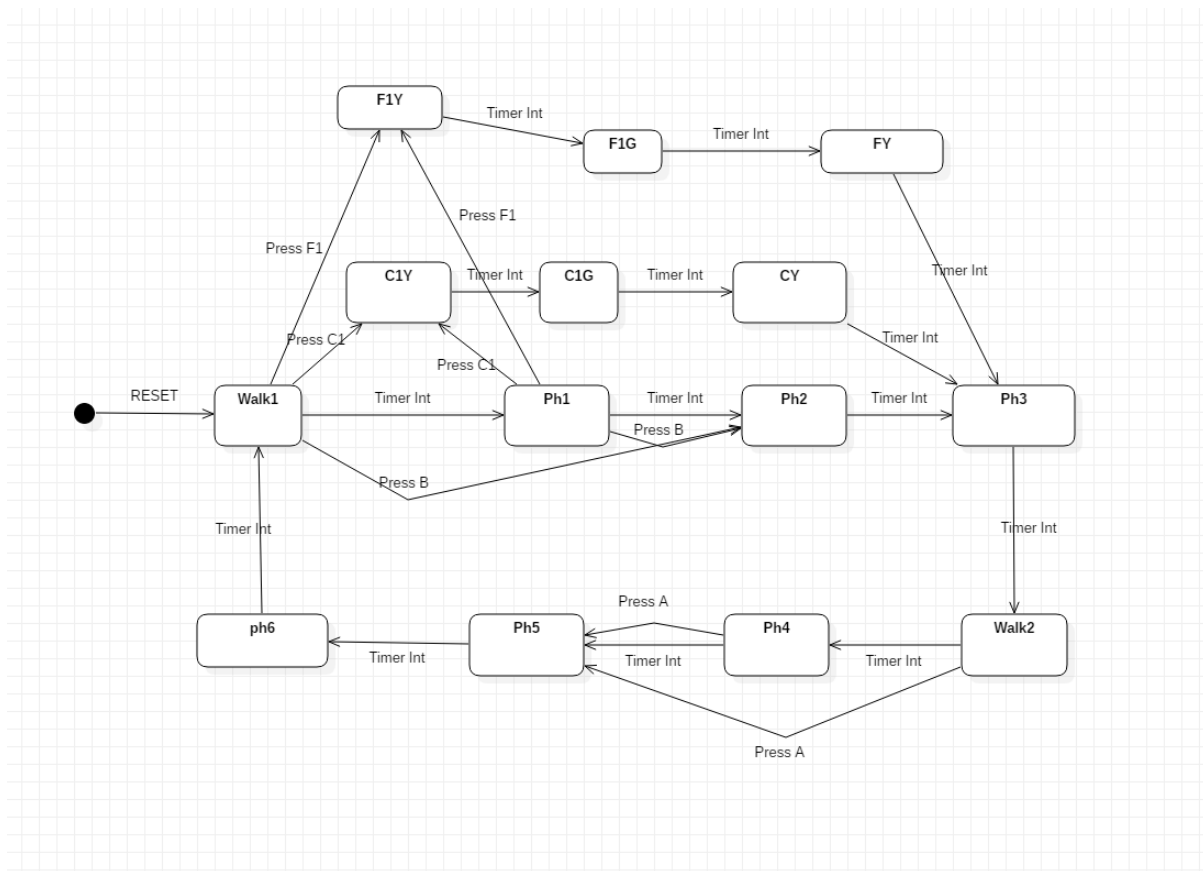 F1Y
Timer Int
F1G
Timer Int
FY
Press F1
Press F1
C1Y
Timer Int
C1G
Timer Int
CY
Timer Int
Timer Int
Press C1
Press C1
RESET
Walk1
Timer Int
Ph1
Timer Int
Ph2
Timer Int
Ph3
Press B
Press B
Timer Int
Timer Int
Press A
ph6
Timer Int
Ph5
Timer Int
Ph4
Timer Int
Walk2
Press A